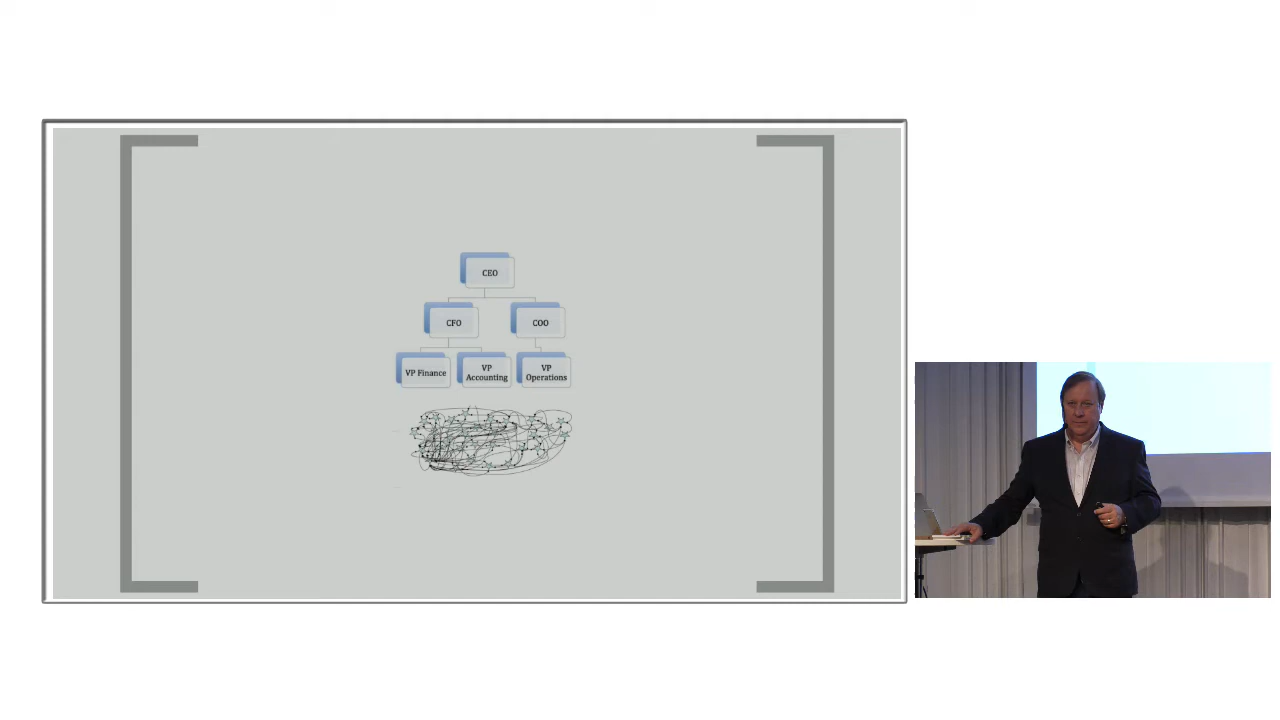 CEO
CFO
COO
VP Finance
VP
Accounting
VP
Operations